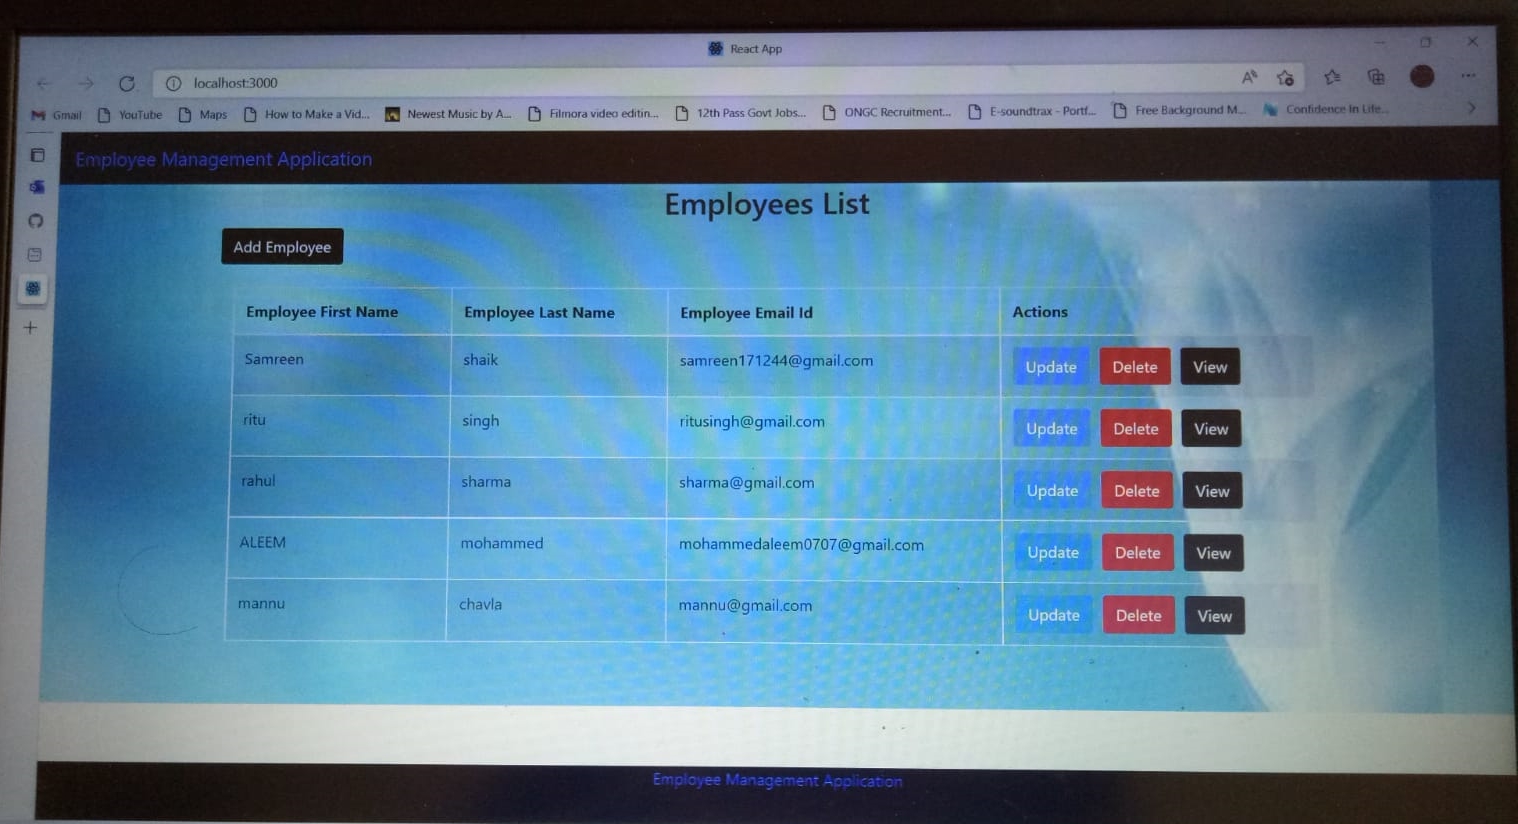 React App
localhost:3000
Gmail YouTube Maps How to Make a Vid... Newest Music by A... Filmora video editin... 12th Pass Govt Jobs... ONGC Recruitment... E-soundtrax - Portf... Free Background M... Confidence In Life...
Employee Management Application
Employees List
Add Employee
Employee First Name Employee Last Name Employee Email Id Actions
Samreen shaik samreen171244@gmail.com Update Delete View
ritu singh ritusingh@gmail.com Update Delete View
rahul sharma sharma@gmail.com Update Delete View
ALEEM mohammed mohammedaleem0707@gmail.com Update Delete View
mannu chavla mannu@gmail.com Update Delete View
Employee Management Application